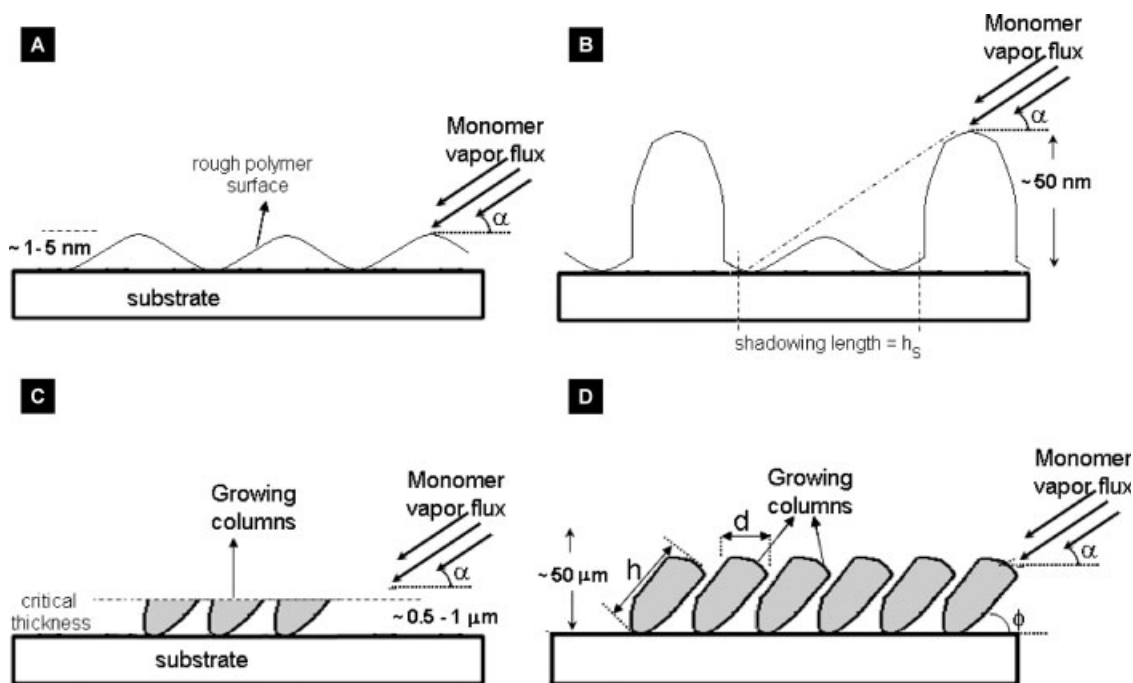 A
Monomer
vapor flux
α
rough polymer
surface
~ 1- 5 nm
substrate
B
Monomer
vapor flux
α
~50 nm
shadowing length = hS
C
Growing
columns
Monomer
vapor flux
α
critical
thickness
~0.5 - 1 μm
substrate
D
Growing
columns
Monomer
vapor flux
α
d
h
~50 μm
ϕ